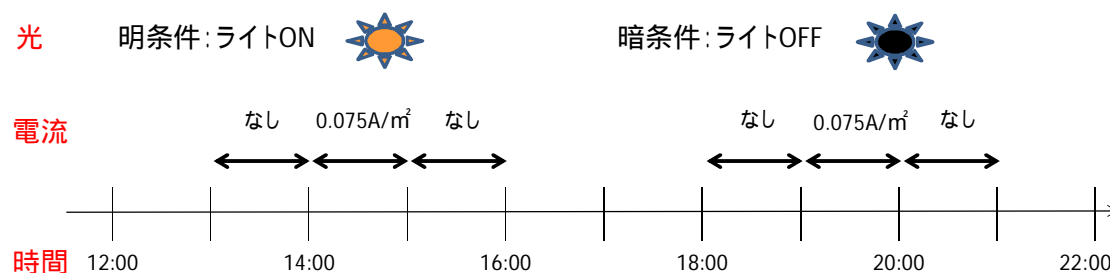 光 明条件:ライトON 暗条件:ライトOFF
電流 なし 0.075A/㎡ なし なし 0.075A/㎡ なし
時間 12:00 14:00 16:00 18:00 20:00 22:00